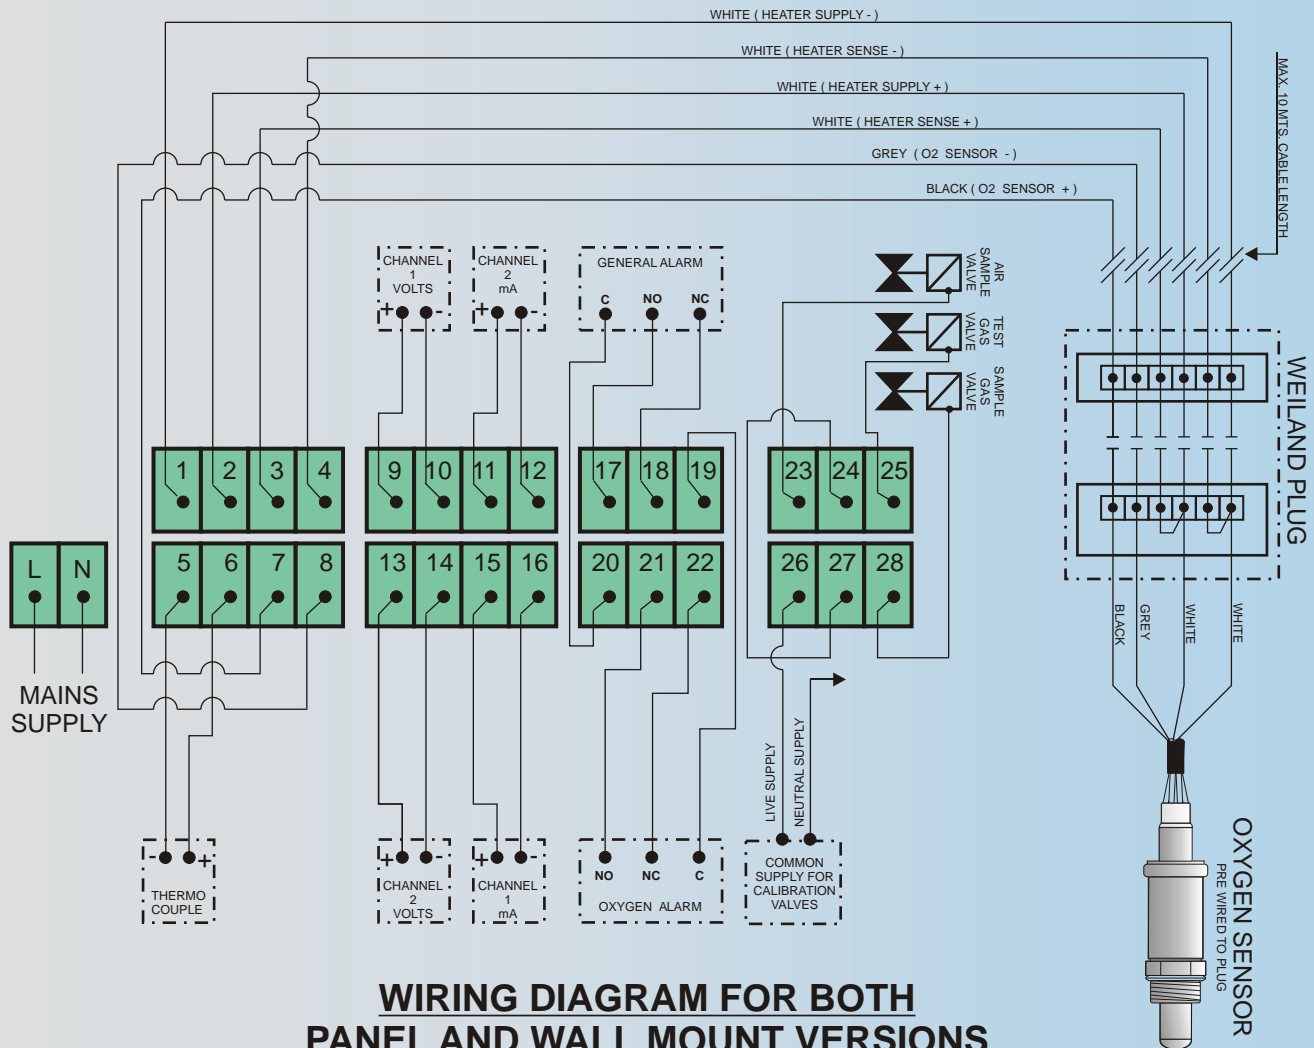 WHITE ( HEATER SUPPLY - )
WHITE ( HEATER SENSE - )
WHITE ( HEATER SUPPLY + )
WHITE ( HEATER SENSE + )
GREY ( O2 SENSOR - )
BLACK ( O2 SENSOR + )
MAX. 10 MTS. CABLE LENGTH
CHANNEL
1
VOLTS
+ -
CHANNEL
2
mA
+ -
GENERAL ALARM
C NO NC
AIR
SAMPLE
VALVE
TEST
GAS
VALVE
SAMPLE
GAS
VALVE
WEILAND PLUG
1 2 3 4
9 10 11 12
17 18 19
23 24 25
L N
5 6 7 8
13 14 15 16
20 21 22
26 27 28
MAINS
SUPPLY
BLACK
GREY
WHITE
WHITE
LIVE SUPPLY
NEUTRAL SUPPLY
- +
THERMO
COUPLE
+ -
CHANNEL
2
VOLTS
+ -
CHANNEL
1
mA
NO NC C
OXYGEN ALARM
COMMON
SUPPLY FOR
CALIBRATION
VALVES
OXYGEN SENSOR
PRE WIRED TO PLUG
WIRING DIAGRAM FOR BOTH
PANEL AND WALL MOUNT VERSIONS